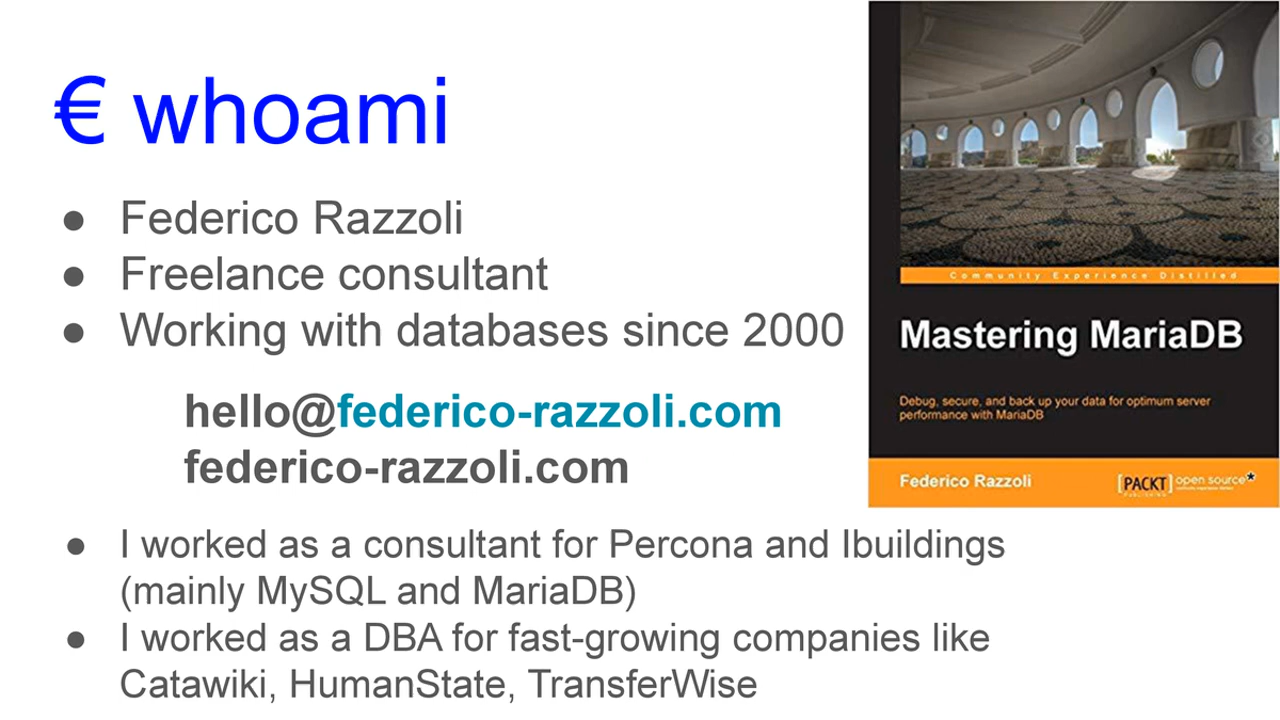 € whoami
● Federico Razzoli
● Freelance consultant
● Working with databases since 2000
hello@federico-razzoli.com
federico-razzoli.com
● I worked as a consultant for Percona and Ibuildings
(mainly MySQL and MariaDB)
● I worked as a DBA for fast-growing companies like
Catawiki, HumanState, TransferWise
Community Experience Distilled
Mastering MariaDB
Debug, secure, and back up your data for optimum server
performance with MariaDB
Federico Razzoli
[PACKT] open source*
PUBLISHING